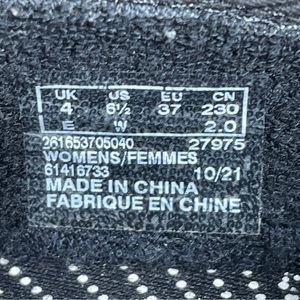 UK US EU CN
4 6½ 37 230
E W 2.0
261653705040 27975
WOMENS/FEMMES
61416733 10/21
MADE IN CHINA
FABRIQUE EN CHINE